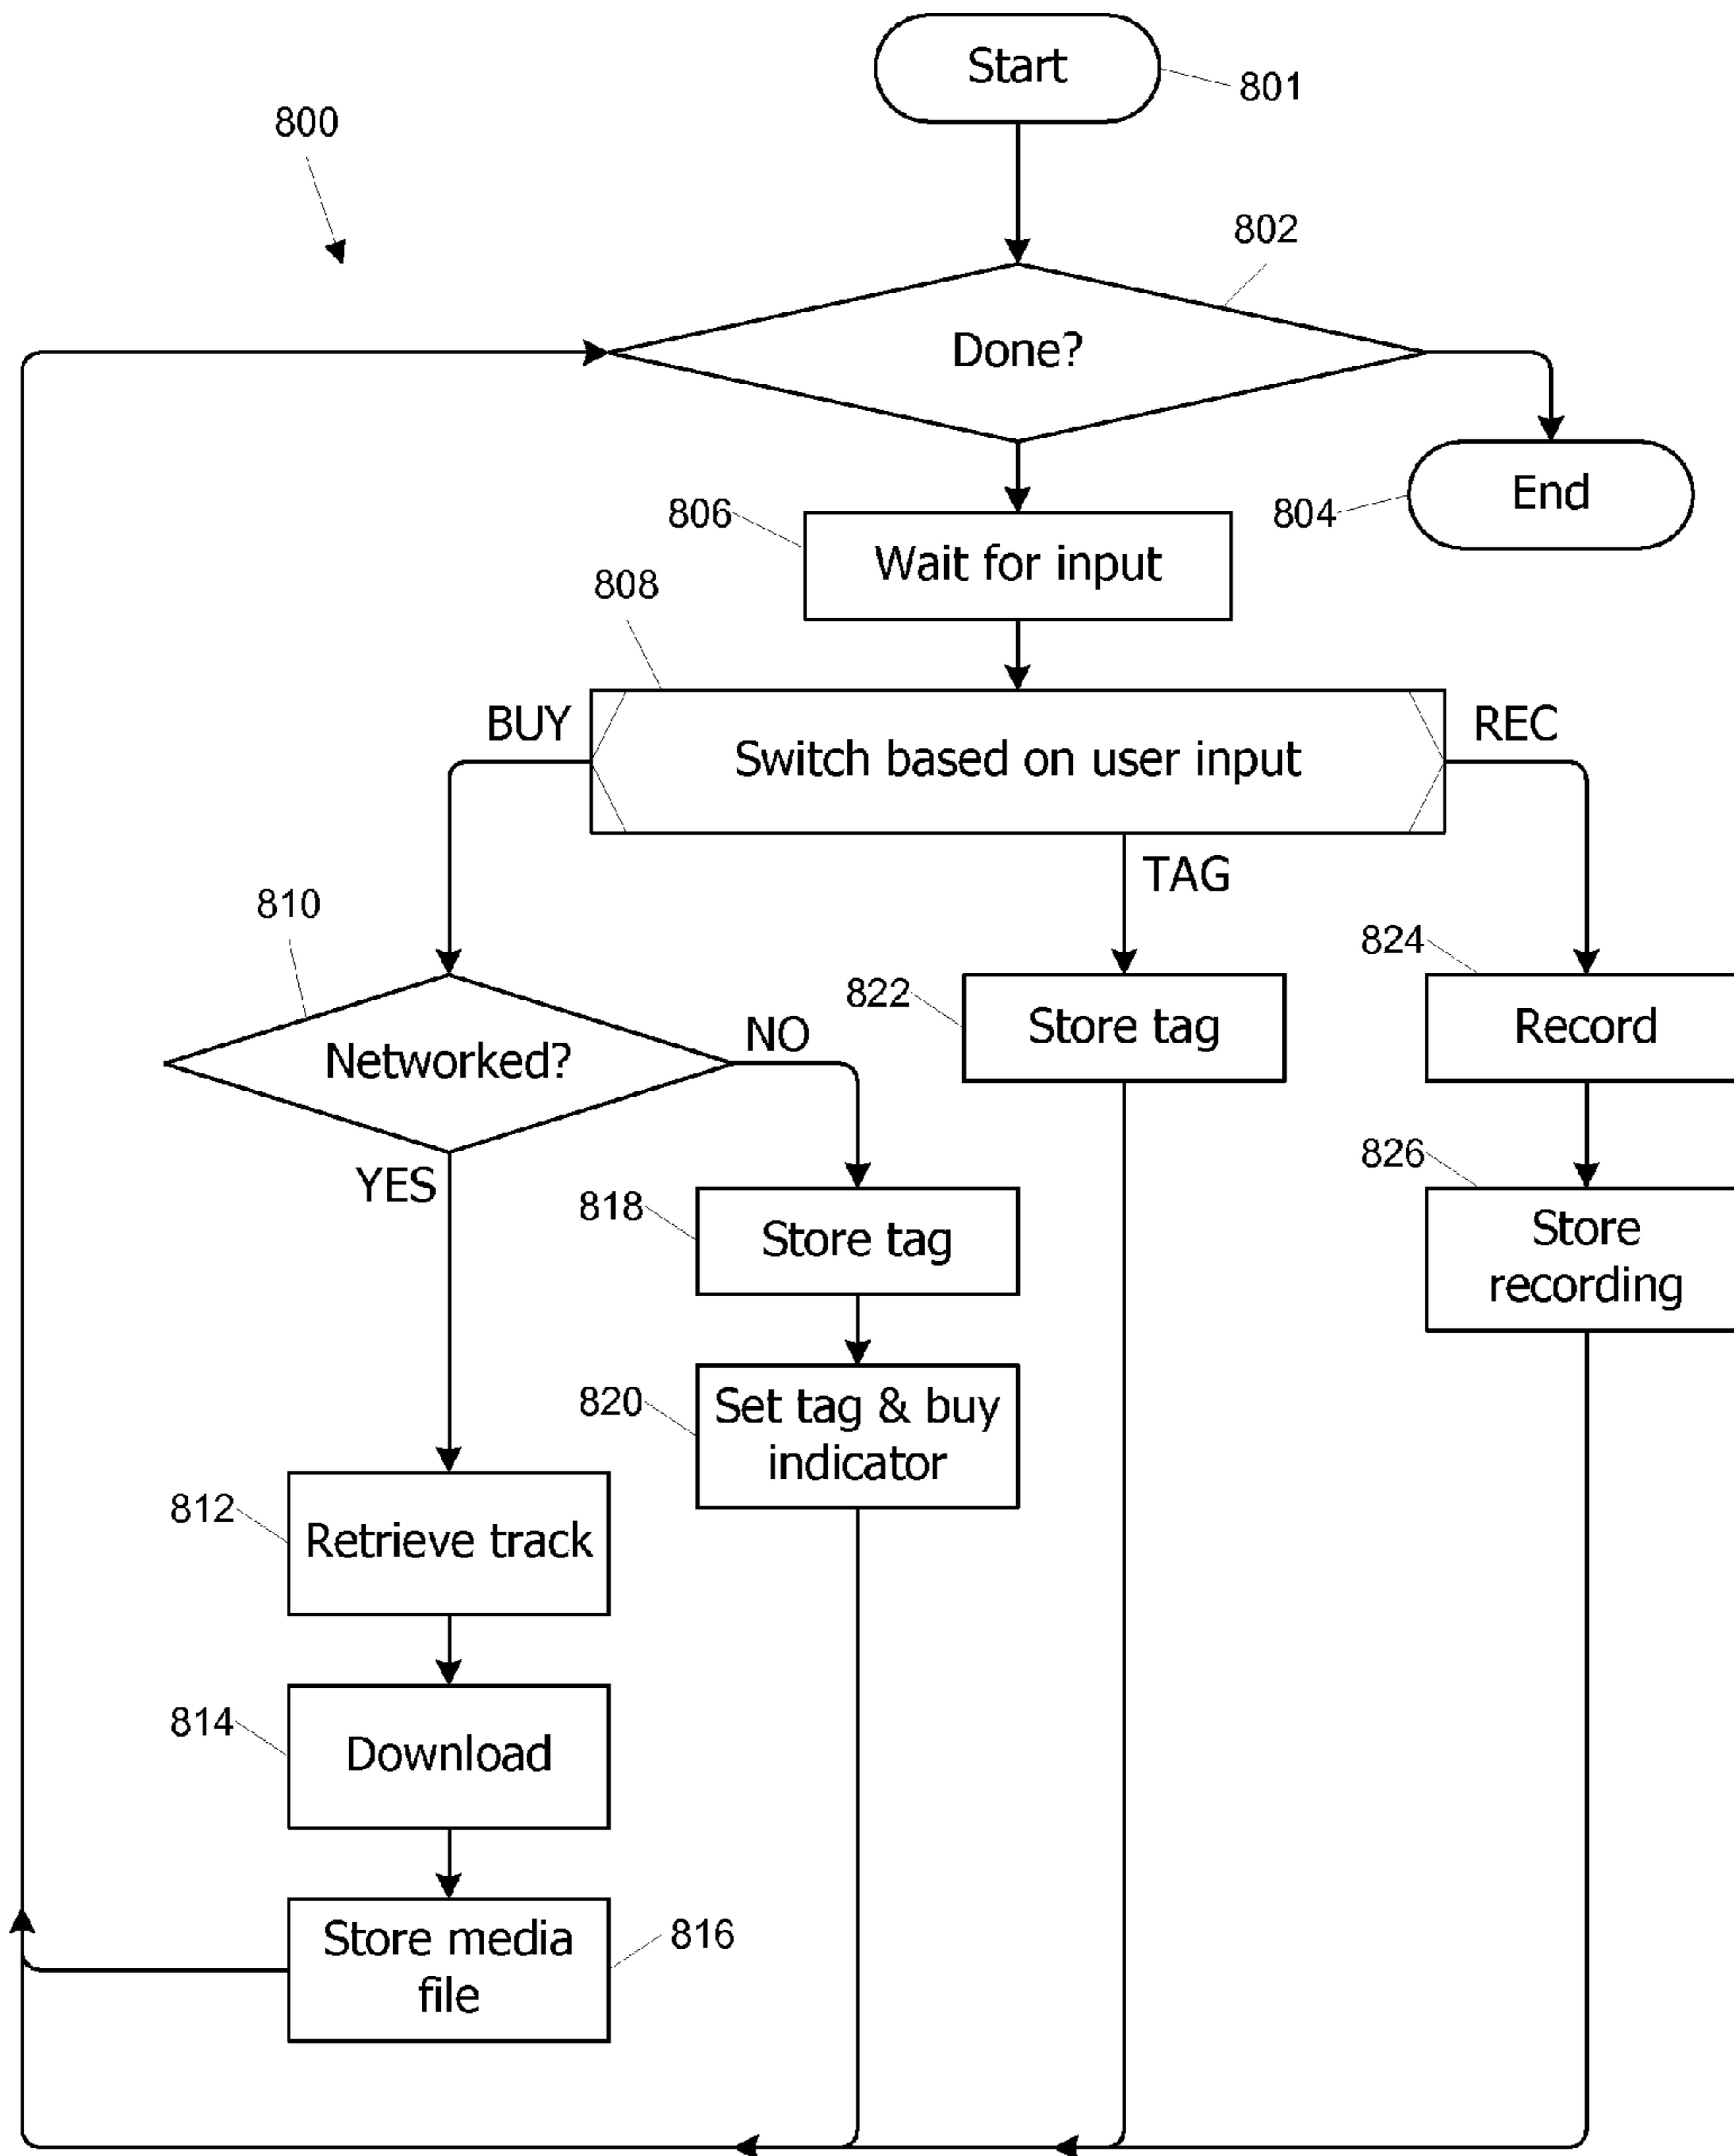 Start
801
800
802
Done?
End
804
806
Wait for input
808
BUY
REC
Switch based on user input
TAG
810
824
822
Store tag
Record
NO
Networked?
826
YES
818
Store tag
Store
recording
820
Set tag & buy
indicator
812
Retrieve track
814
Download
Store media
file
816